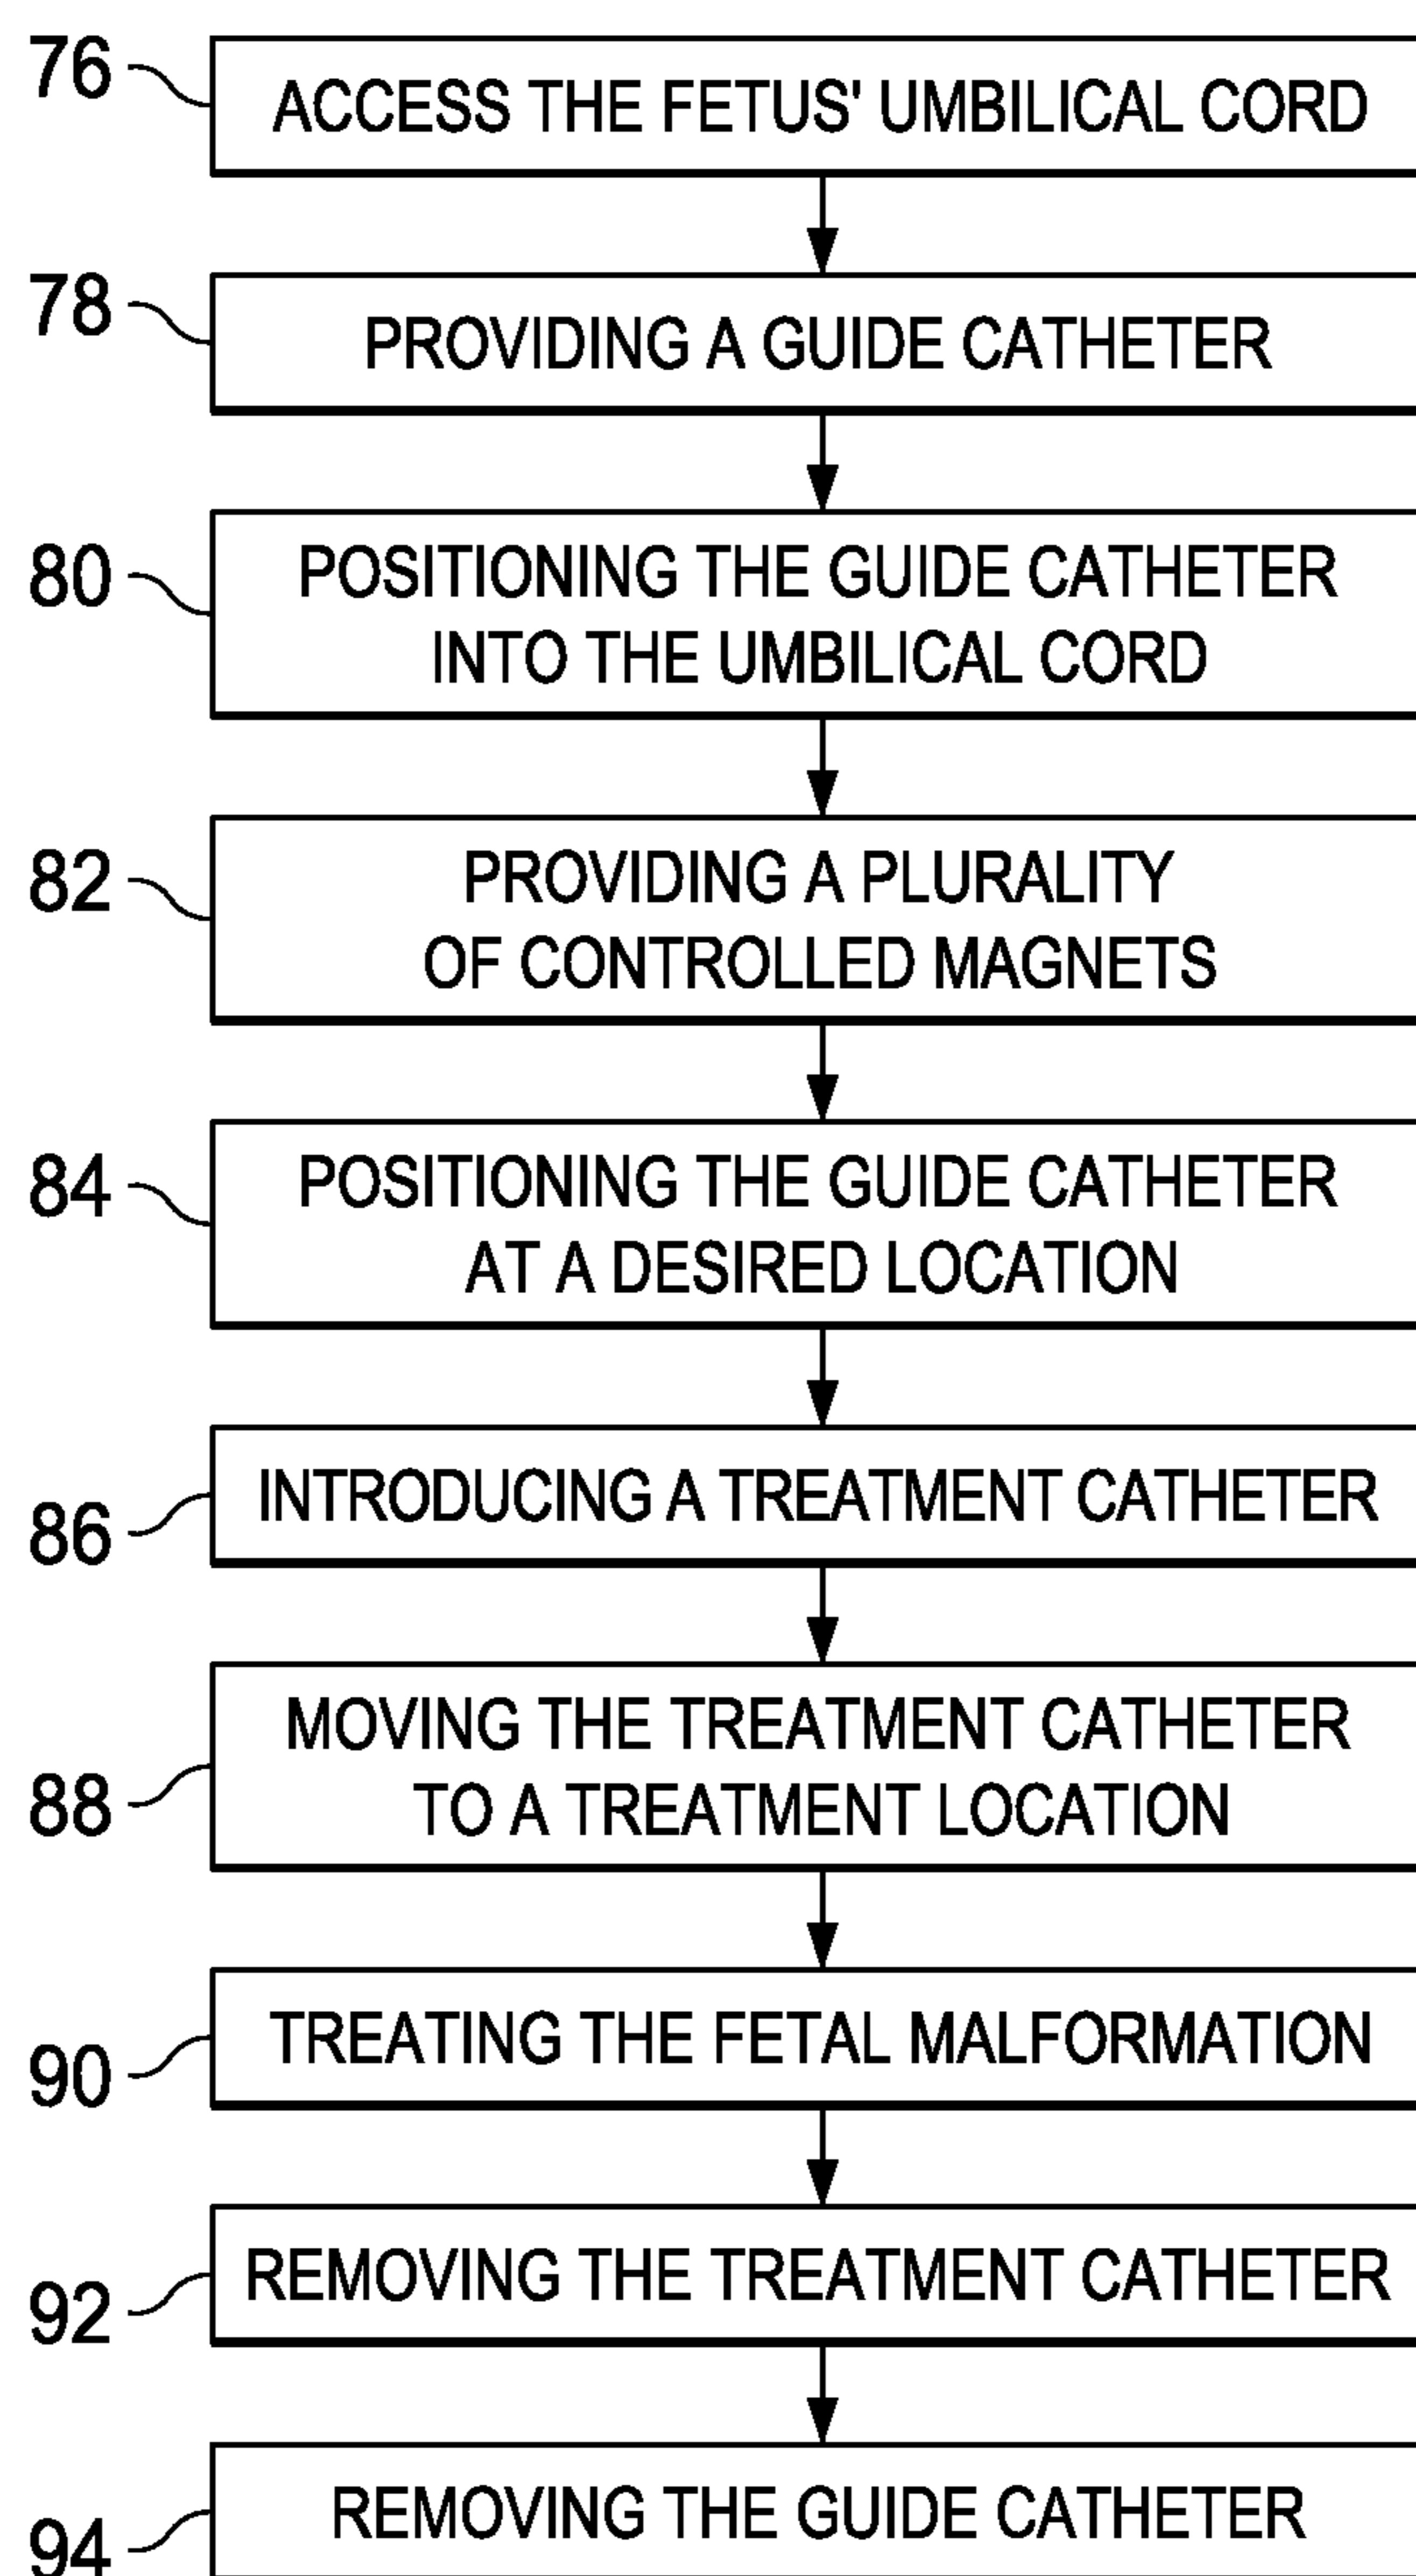 76
ACCESS THE FETUS' UMBILICAL CORD
78
PROVIDING A GUIDE CATHETER
80
POSITIONING THE GUIDE CATHETER
INTO THE UMBILICAL CORD
82
PROVIDING A PLURALITY
OF CONTROLLED MAGNETS
84
POSITIONING THE GUIDE CATHETER
AT A DESIRED LOCATION
86
INTRODUCING A TREATMENT CATHETER
88
MOVING THE TREATMENT CATHETER
TO A TREATMENT LOCATION
90
TREATING THE FETAL MALFORMATION
92
REMOVING THE TREATMENT CATHETER
94
REMOVING THE GUIDE CATHETER